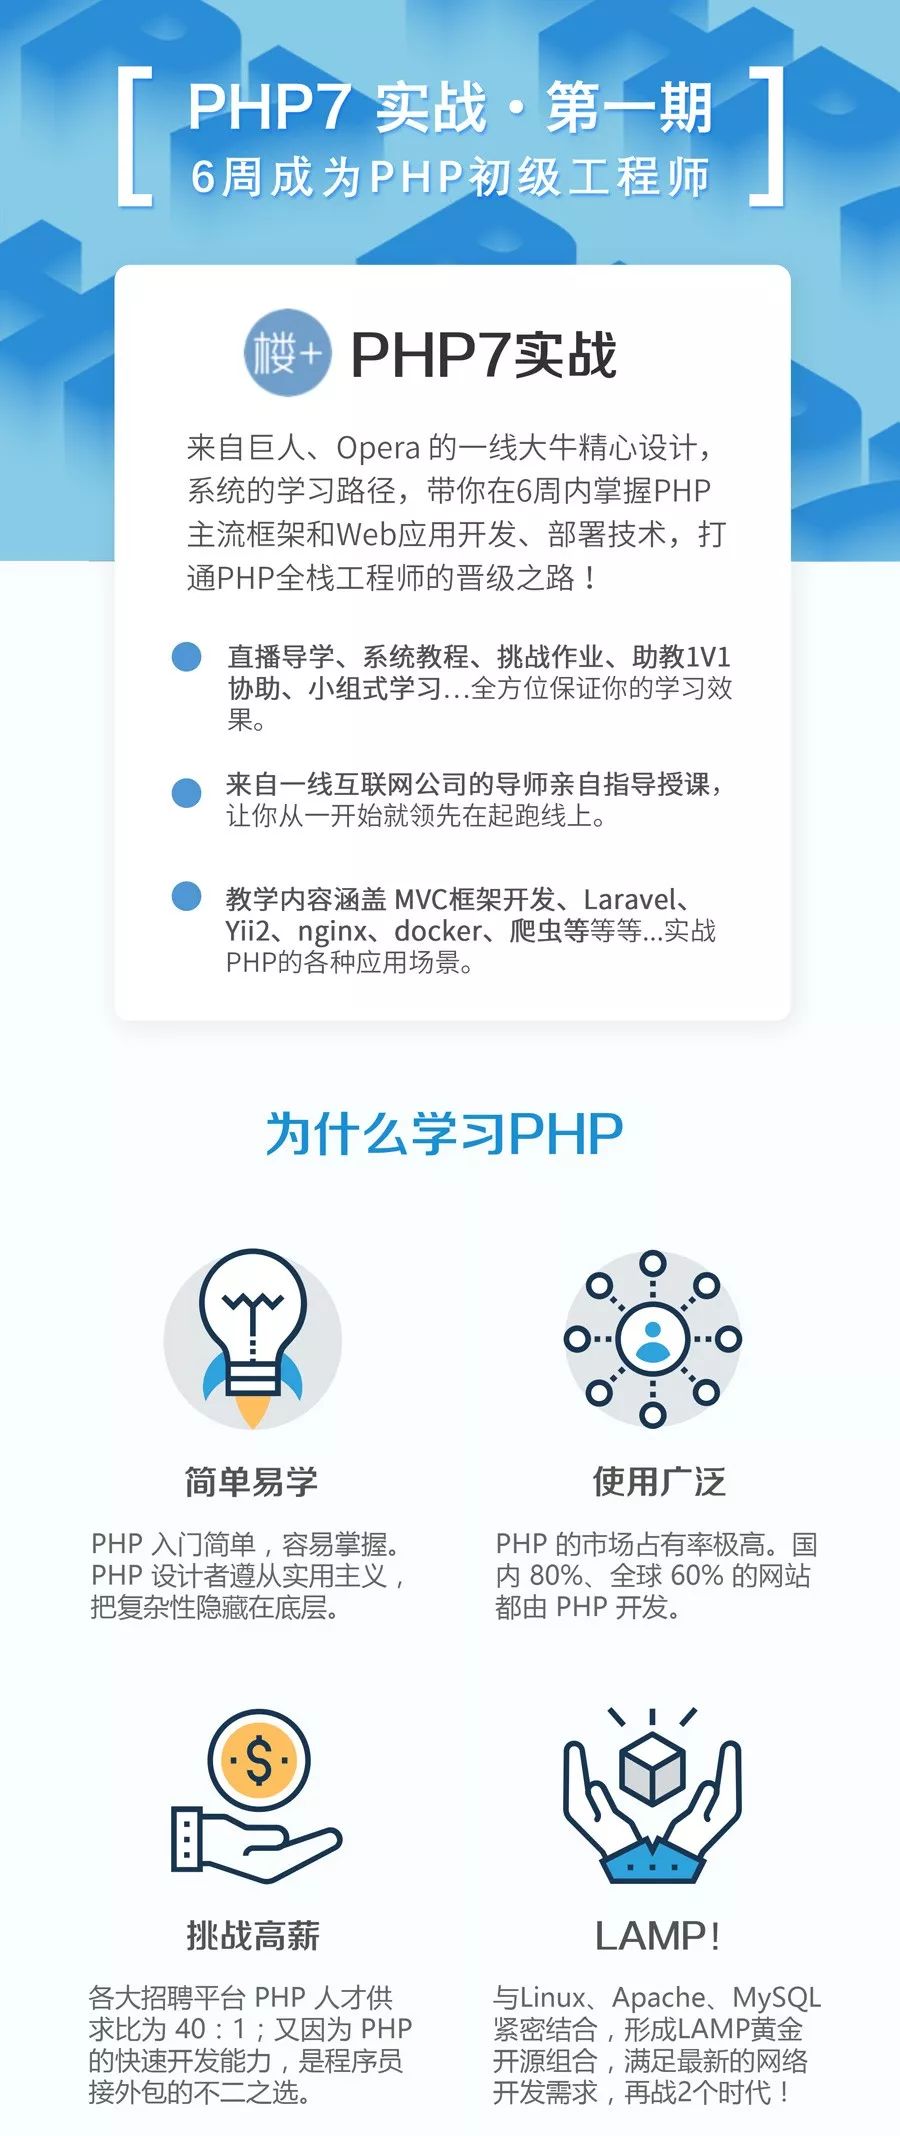 PHP7 实战·第一期
6周成为PHP初级工程师
楼+
PHP7实战
来自巨人、Opera 的一线大牛精心设计，
系统的学习路径，带你在6周内掌握PHP
主流框架和Web应用开发、部署技术，打
通PHP全栈工程师的晋级之路！
直播导学、系统教程、挑战作业、助教1V1
协助、小组式学习…全方位保证你的学习效
果。
来自一线互联网公司的导师亲自指导授课，
让你从一开始就领先在起跑线上。
教学内容涵盖 MVC框架开发、Laravel、
Yii2、nginx、docker、爬虫等等等...实战
PHP的各种应用场景。
为什么学习PHP
简单易学
PHP 入门简单，容易掌握。
PHP 设计者遵从实用主义，
把复杂性隐藏在底层。
使用广泛
PHP 的市场占有率极高。国
内 80%、全球 60% 的网站
都由 PHP 开发。
挑战高薪
各大招聘平台 PHP 人才供
求比为 40：1；又因为 PHP
的快速开发能力，是程序员
接外包的不二之选。
LAMP！
与Linux、Apache、MySQL
紧密结合，形成LAMP黄金
开源组合，满足最新的网络
开发需求，再战2个时代！